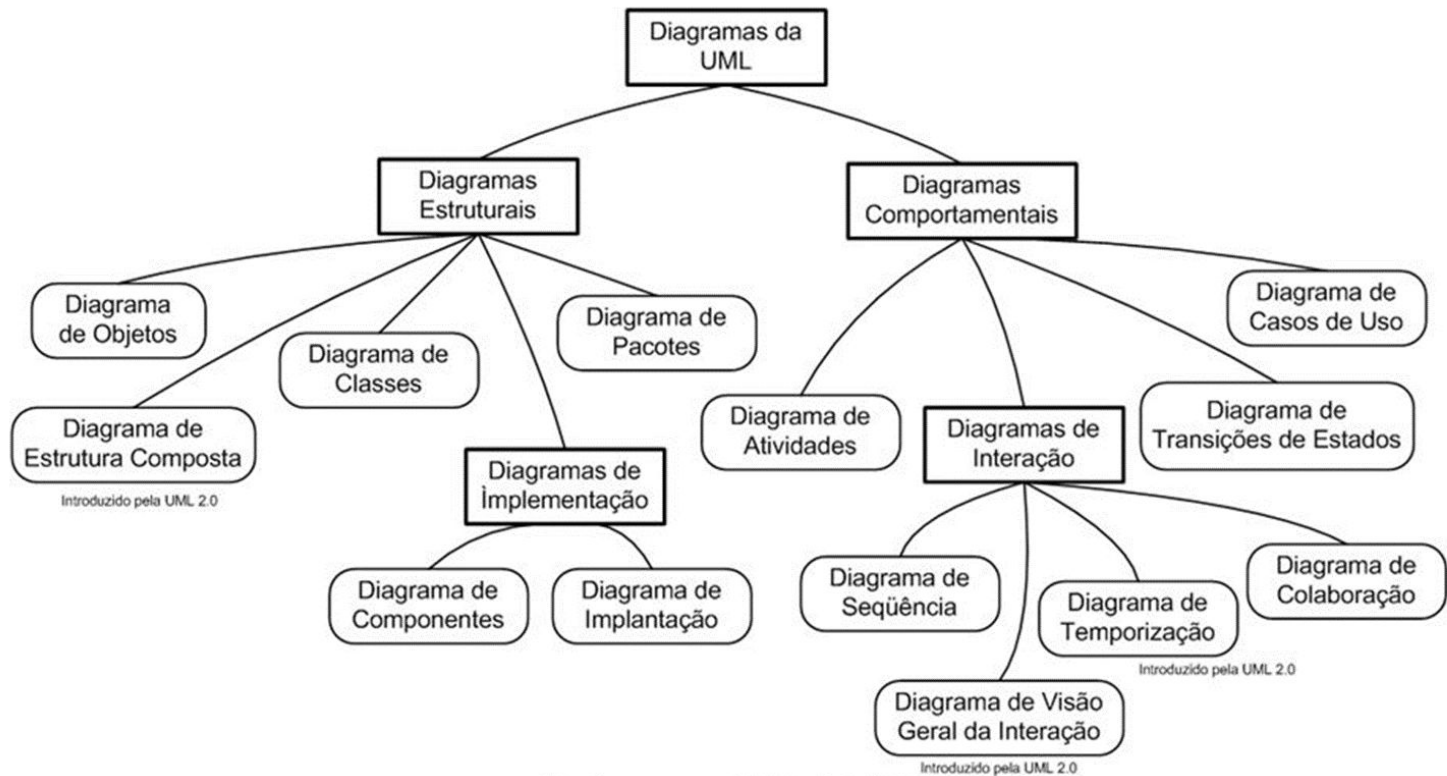 Diagramas da
UML
Diagramas
Estruturais
Diagramas
Comportamentais
Diagrama
de Objetos
Diagrama de
Classes
Diagrama de
Pacotes
Diagrama de
Casos de Uso
Diagrama de
Estrutura Composta
Introduzido pela UML 2.0
Diagramas de
Ìmplementação
Diagrama de
Atividades
Diagramas de
Interação
Diagrama de
Transições de Estados
Diagrama de
Componentes
Diagrama de
Implantação
Diagrama de
Seqüência
Diagrama de
Temporização
Introduzido pela UML 2.0
Diagrama de
Colaboração
Diagrama de Visão
Geral da Interação
Introduzido pela UML 2.0